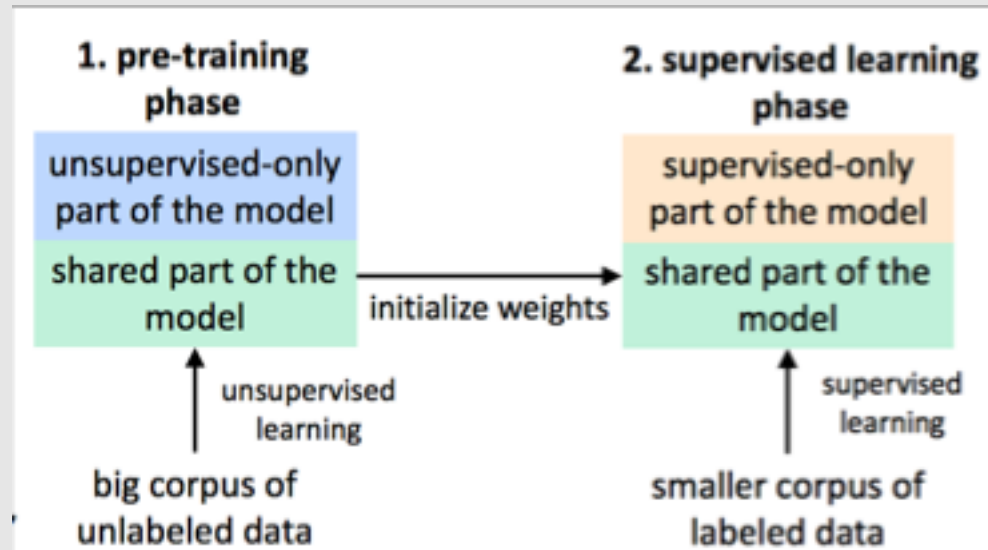 1. pre-training
phase
unsupervised-only
part of the model
shared part of the
model
unsupervised
learning
big corpus of
unlabeled data
initialize weights
2. supervised learning
phase
supervised-only
part of the model
shared part of the
model
supervised
learning
smaller corpus of
labeled data